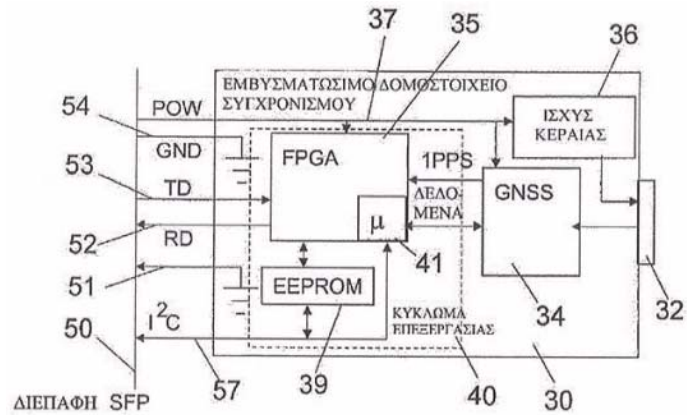 37
35
36
ΕΜΒΥΣΜΑΤΩΣΙΜΟ ΔΟΜΟΣΤΟΙΧΕΙΟ
ΣΥΓΧΡΟΝΙΣΜΟΥ
54
POW
GND
ΙΣΧΥΣ
ΚΕΡΑΙΑΣ
53
TD
FPGA
1PPS
ΔΕΔΟ-
ΜΕΝΑ
GNSS
52
RD
μ
41
51
EEPROM
34
32
50
I²C
ΚΥΚΛΩΜΑ
ΕΠΕΞΕΡΓΑΣΙΑΣ
ΔΙΕΠΑΦΗ SFP
57
39
40
30